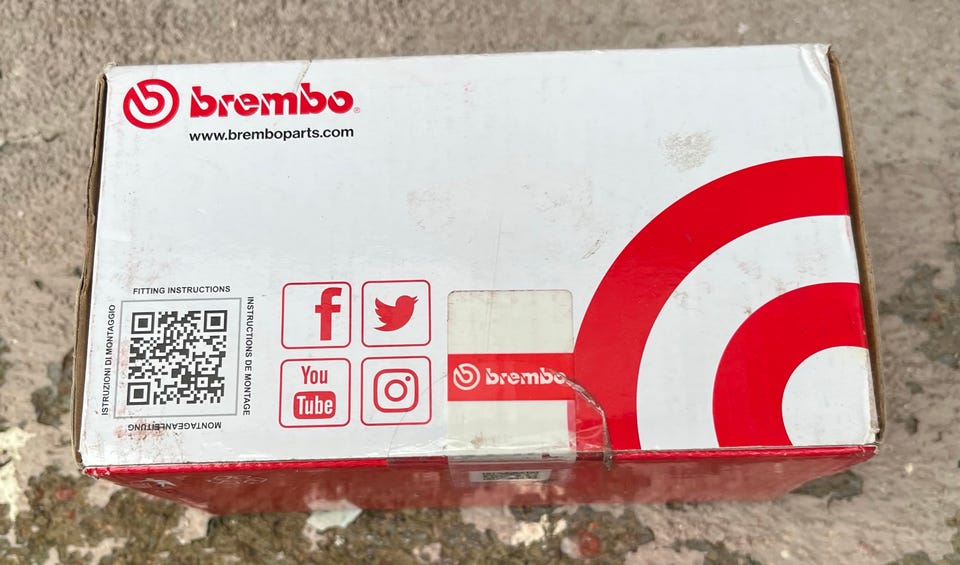 brembo®
www.bremboparts.com
FITTING INSTRUCTIONS
ISTRUZIONI DI MONTAGGIO
INSTRUCTIONS DE MONTAGE
MONTAGEANLEITUNG
f
You
Tube
brembo